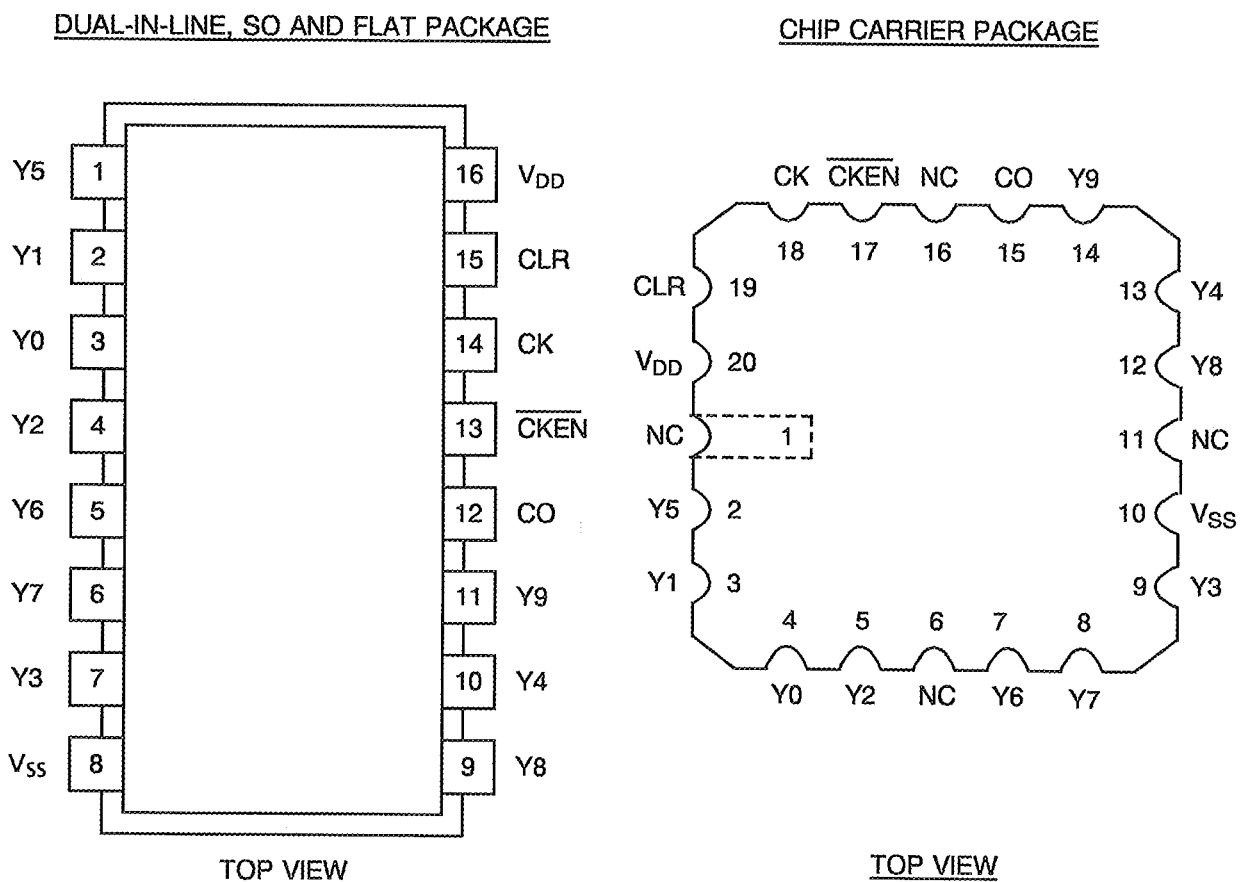 DUAL-IN-LINE, SO AND FLAT PACKAGE
Y5 1 16 VDD
Y1 2 15 CLR
Y0 3 14 CK
Y2 4 13 CKEN
Y6 5 12 CO
Y7 6 11 Y9
Y3 7 10 Y4
VSS 8 9 Y8
TOP VIEW
CHIP CARRIER PACKAGE
CK CKEN NC CO Y9
18 17 16 15 14
CLR 19 13 Y4
VDD 20 12 Y8
NC 1 11 NC
Y5 2 10 VSS
Y1 3 9 Y3
4 5 6 7 8
Y0 Y2 NC Y6 Y7
TOP VIEW